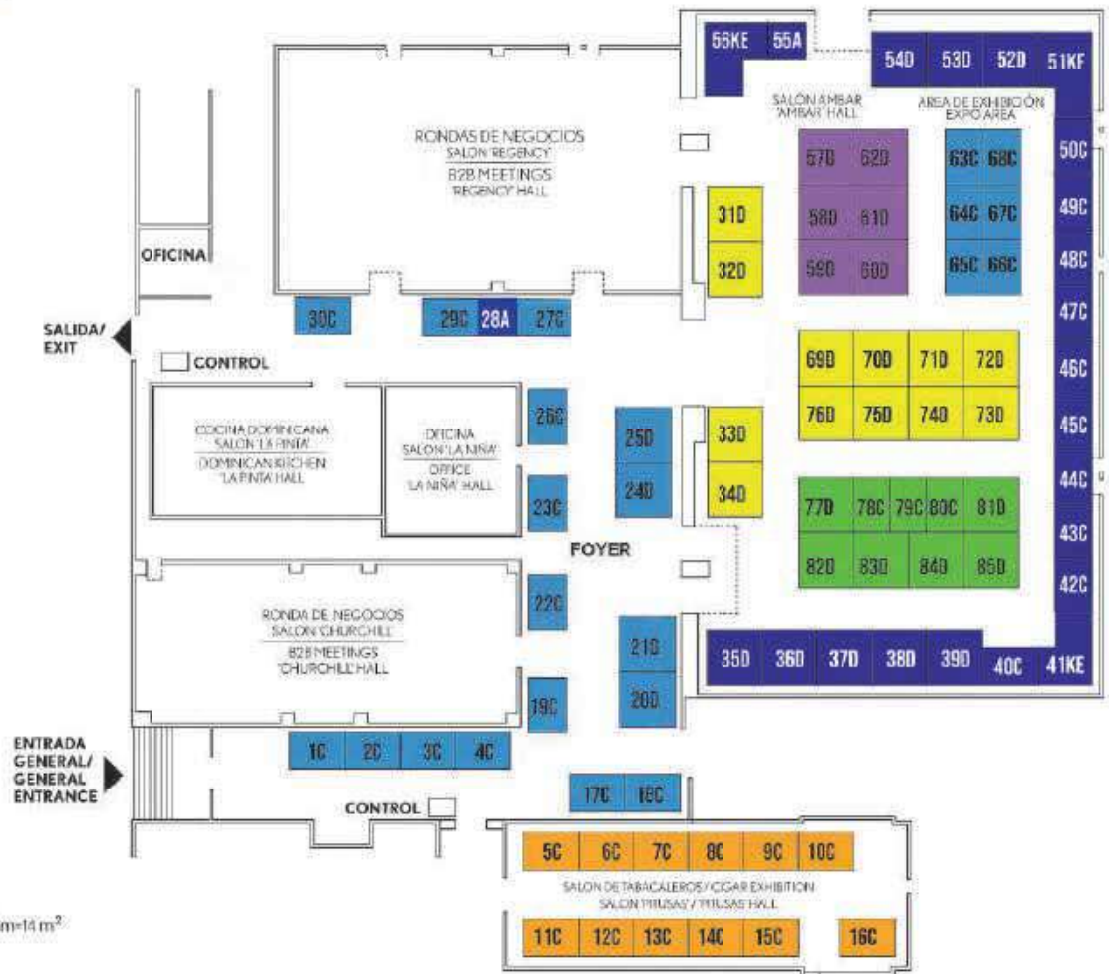 56KE 55A
54D 53D 52D 51KF
SALÓN AMBAR
'AMBAR' HALL
AREA DE EXHIBICIÓN
EXPO AREA
RONDAS DE NEGOCIOS
SALON 'REGENCY'
B2B MEETINGS
'REGENCY' HALL
57D 62D
63C 68C
50C
31D
58D 61D
64C 67C
49C
32D
59D 60D
65C 66C
48C
OFICINA
30C
29C 28A 27C
47C
SALIDA/
EXIT
CONTROL
69D 70D 71D 72D
46C
76D 75D 74D 73D
45C
COCINA DOMINICANA
SALON 'LA PINTA'
DOMINICAN KITCHEN
'LA PINTA' HALL
OFICINA
SALON 'LA NIÑA'
OFFICE
'LA NIÑA' HALL
26C
25D
33D
23C
24D
34D
44C
77D 78C 79C 80C 81D
43C
FOYER
82D 83D 84D 85D
42C
RONDA DE NEGOCIOS
SALON 'CHURCHILL'
B2B MEETINGS
'CHURCHILL' HALL
22C
21D
35D 36D 37D 38D 39D 40C 41KE
19C
20D
ENTRADA
GENERAL/
GENERAL
ENTRANCE
1C 2C 3C 4C
CONTROL
17C 18C
5C 6C 7C 8C 9C 10C
SALON DE TABACALEROS / CIGAR EXHIBITION
SALON / HALL
11C 12C 13C 14C 15C 16C
m=14 m²